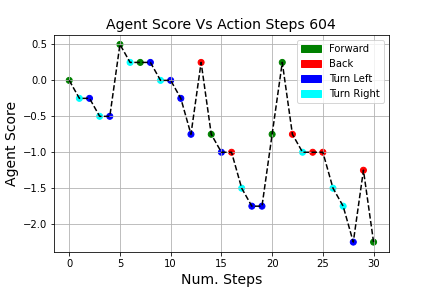 Agent Score Vs Action Steps 604
Agent Score
0.5
0.0
−0.5
−1.0
−1.5
−2.0
Forward
Back
Turn Left
Turn Right
0 5 10 15 20 25 30
Num. Steps